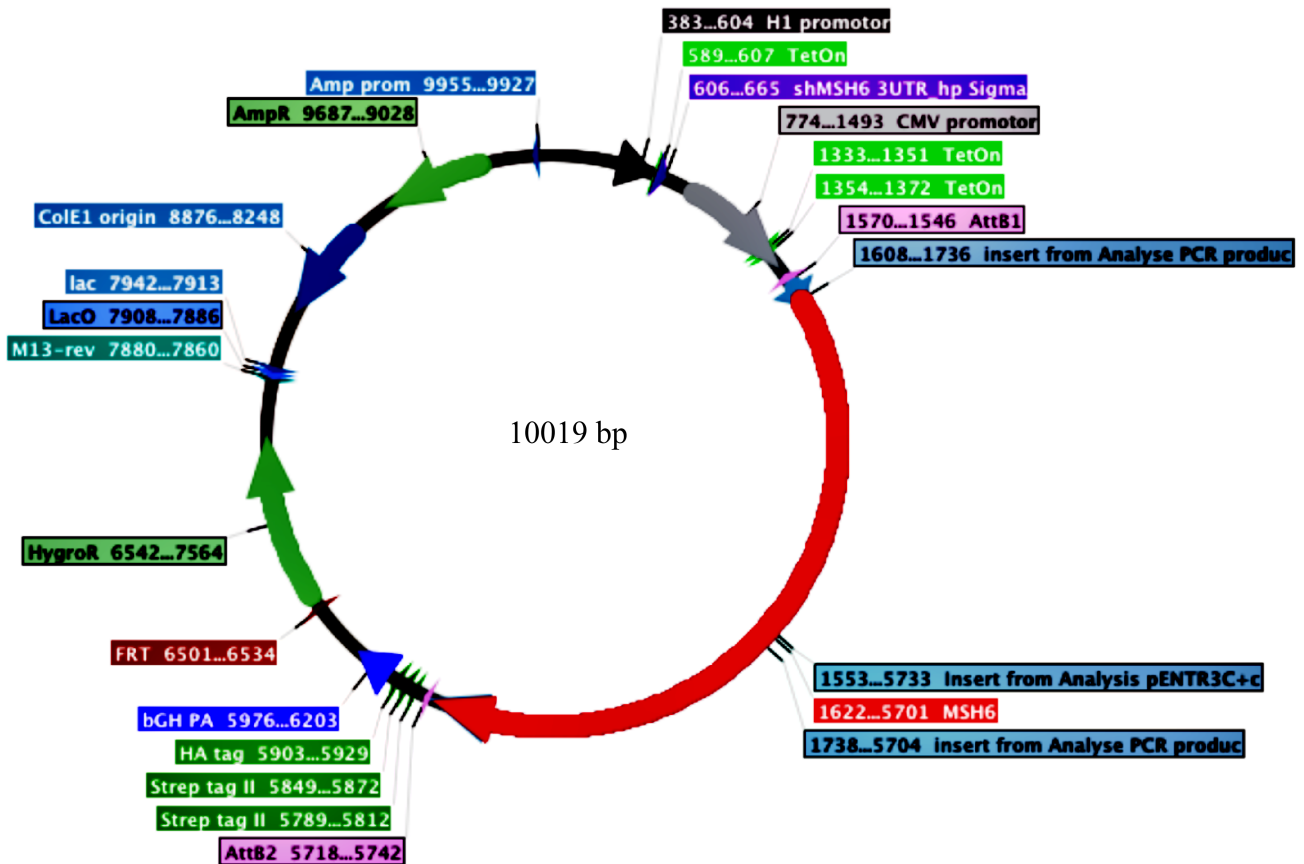 383...604 H1 promotor
589...607 TetOn
Amp prom 9955...9927
606...665 shMSH6 3UTR_hp Sigma
AmpR 9687...9028
774...1493 CMV promotor
1333...1351 TetOn
1354...1372 TetOn
ColE1 origin 8876...8248
1570...1546 AttB1
1608...1736 insert from Analyse PCR produc
lac 7942...7913
LacO 7908...7886
M13-rev 7880...7860
10019 bp
HygroR 6542...7564
FRT 6501...6534
1553...5733 Insert from Analysis pENTR3C+c
1622...5701 MSH6
bGH PA 5976...6203
1738...5704 insert from Analyse PCR produc
HA tag 5903...5929
Strep tag II 5849...5872
Strep tag II 5789...5812
AttB2 5718...5742